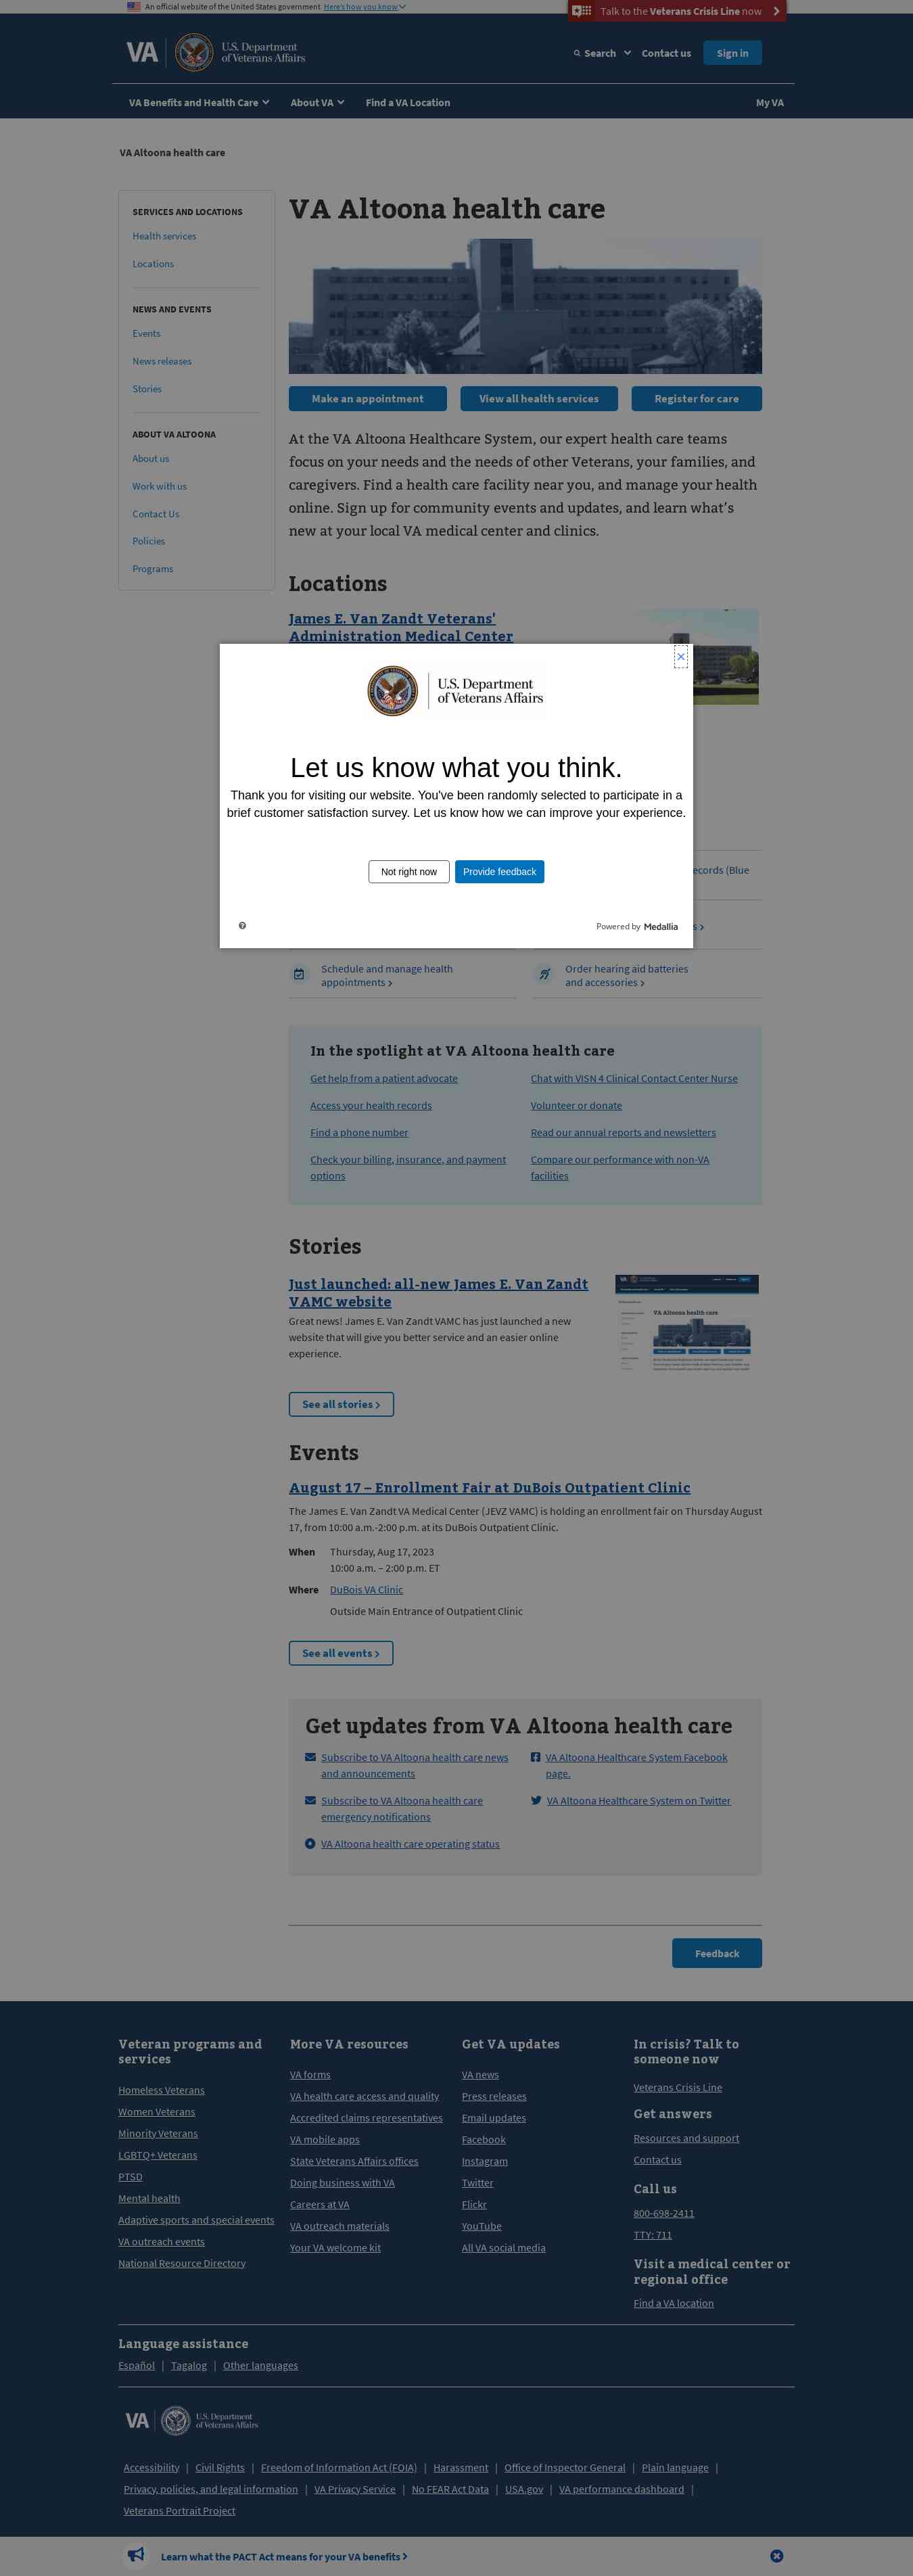 An official website of the United States government Here's how you know
Talk to the Veterans Crisis Line now
VA
U.S. Department
of Veterans Affairs
Search
Contact us
Sign in
VA Benefits and Health Care
About VA
Find a VA Location
My VA
VA Altoona health care
SERVICES AND LOCATIONS
Health services
Locations
NEWS AND EVENTS
Events
News releases
Stories
ABOUT VA ALTOONA
About us
Work with us
Contact Us
Policies
Programs
VA Altoona health care
Make an appointment
View all health services
Register for care
At the VA Altoona Healthcare System, our expert health care teams
focus on your needs and the needs of other Veterans, your families, and
caregivers. Find a health care facility near you, and manage your health
online. Sign up for community events and updates, and learn what's
new at your local VA medical center and clinics.
Locations
James E. Van Zandt Veterans'
Administration Medical Center
U.S. Department
of Veterans Affairs
Let us know what you think.
Thank you for visiting our website. You've been randomly selected to participate in a
brief customer satisfaction survey. Let us know how we can improve your experience.
Not right now
Provide feedback
Powered by Medallia
ecords (Blue
Schedule and manage health
appointments
Order hearing aid batteries
and accessories
In the spotlight at VA Altoona health care
Get help from a patient advocate
Chat with VISN 4 Clinical Contact Center Nurse
Access your health records
Volunteer or donate
Find a phone number
Read our annual reports and newsletters
Check your billing, insurance, and payment
options
Compare our performance with non-VA
facilities
Stories
Just launched: all-new James E. Van Zandt
VAMC website
Great news! James E. Van Zandt VAMC has just launched a new
website that will give you better service and an easier online
experience.
VA Altoona health care
See all stories
Events
August 17 – Enrollment Fair at DuBois Outpatient Clinic
The James E. Van Zandt VA Medical Center (JEVZ VAMC) is holding an enrollment fair on Thursday August
17, from 10:00 a.m.-2:00 p.m. at its DuBois Outpatient Clinic.
When
Thursday, Aug 17, 2023
10:00 a.m. – 2:00 p.m. ET
Where
DuBois VA Clinic
Outside Main Entrance of Outpatient Clinic
See all events
Get updates from VA Altoona health care
Subscribe to VA Altoona health care news
and announcements
VA Altoona Healthcare System Facebook
page.
Subscribe to VA Altoona health care
emergency notifications
VA Altoona Healthcare System on Twitter
VA Altoona health care operating status
Feedback
Veteran programs and
services
Homeless Veterans
Women Veterans
Minority Veterans
LGBTQ+ Veterans
PTSD
Mental health
Adaptive sports and special events
VA outreach events
National Resource Directory
More VA resources
VA forms
VA health care access and quality
Accredited claims representatives
VA mobile apps
State Veterans Affairs offices
Doing business with VA
Careers at VA
VA outreach materials
Your VA welcome kit
Get VA updates
VA news
Press releases
Email updates
Facebook
Instagram
Twitter
Flickr
YouTube
All VA social media
In crisis? Talk to
someone now
Veterans Crisis Line
Get answers
Resources and support
Contact us
Call us
800-698-2411
TTY: 711
Visit a medical center or
regional office
Find a VA location
Language assistance
Español | Tagalog | Other languages
VA
U.S. Department
of Veterans Affairs
Accessibility | Civil Rights | Freedom of Information Act (FOIA) | Harassment | Office of Inspector General | Plain language |
Privacy, policies, and legal information | VA Privacy Service | No FEAR Act Data | USA.gov | VA performance dashboard |
Veterans Portrait Project
Learn what the PACT Act means for your VA benefits